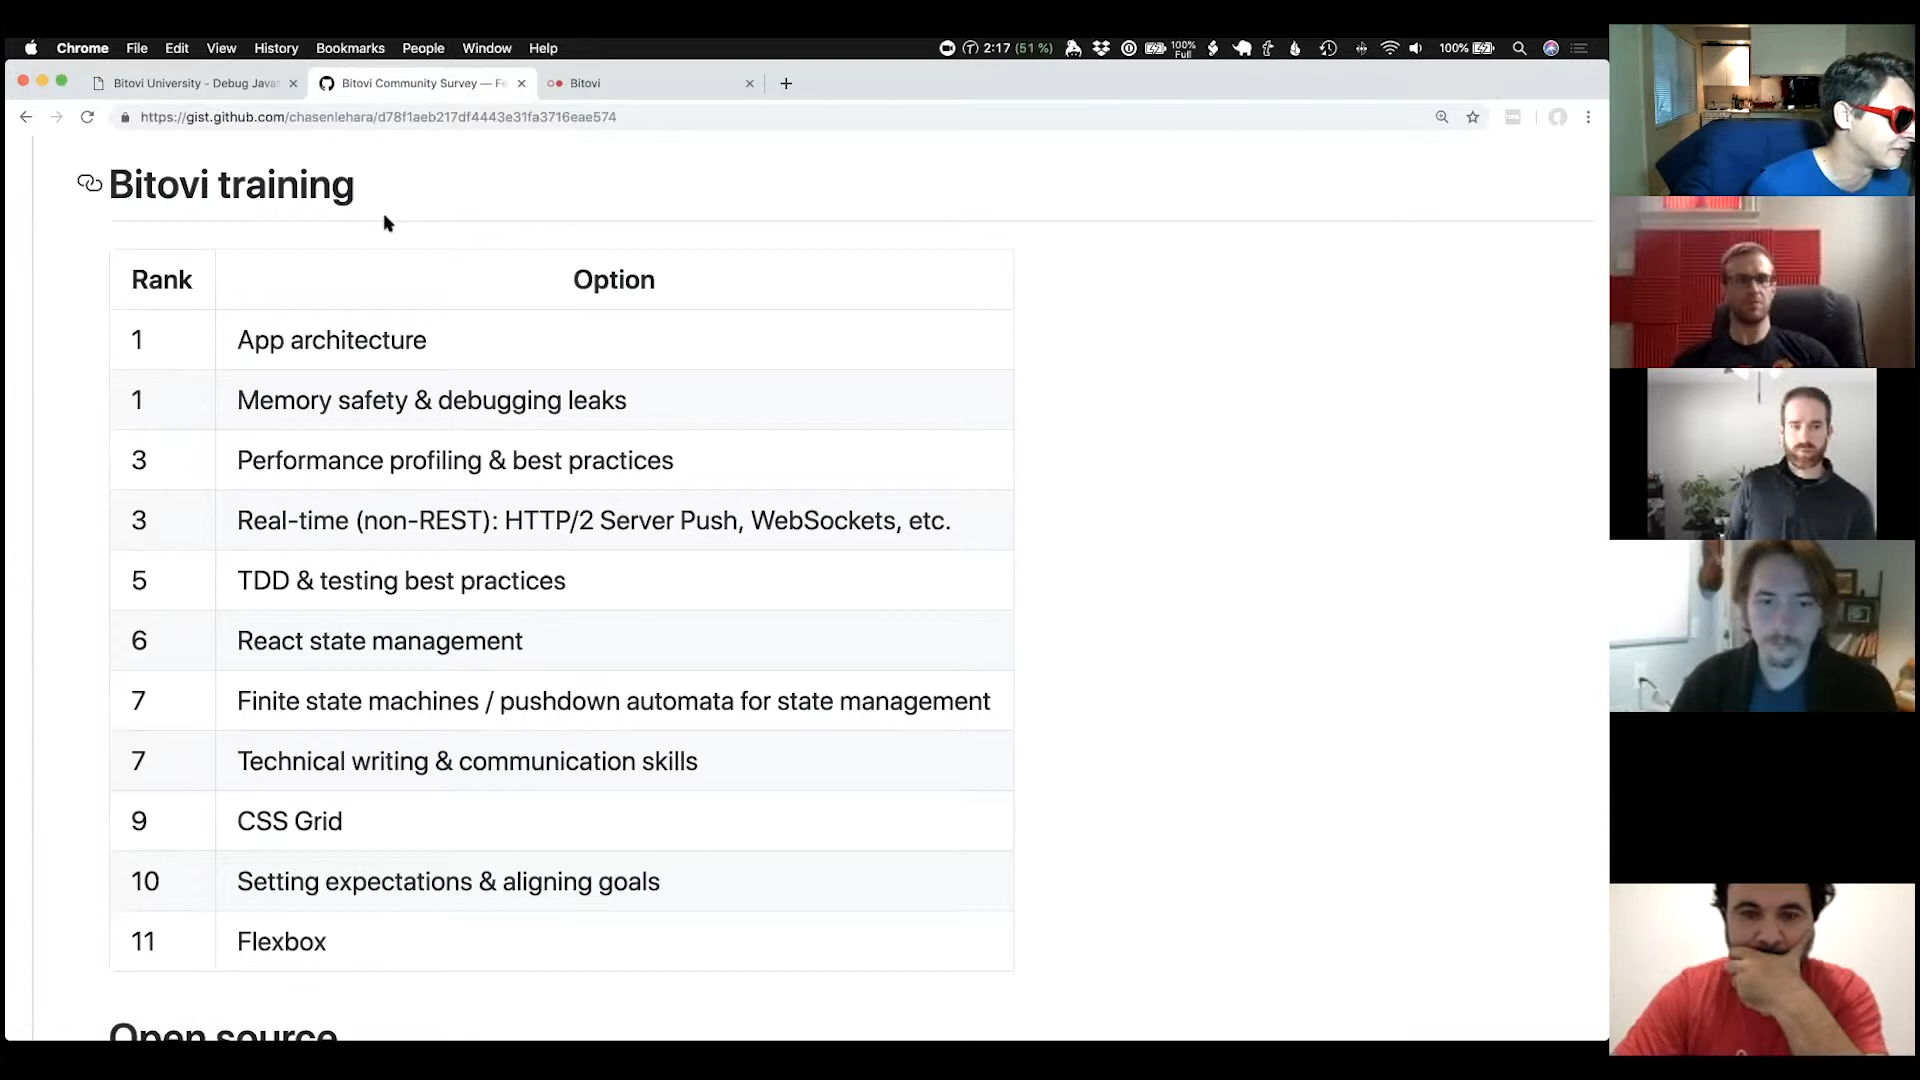 Chrome File Edit View History Bookmarks People Window Help
2:17 (51 %) 100% Full 100%
Bitovi University - Debug Java
Bitovi Community Survey — Fe
Bitovi
https://gist.github.com/chasenlehara/d78f1aeb217df4443e31fa3716eae574
Bitovi training
Rank Option
1 App architecture
1 Memory safety & debugging leaks
3 Performance profiling & best practices
3 Real-time (non-REST): HTTP/2 Server Push, WebSockets, etc.
5 TDD & testing best practices
6 React state management
7 Finite state machines / pushdown automata for state management
7 Technical writing & communication skills
9 CSS Grid
10 Setting expectations & aligning goals
11 Flexbox
Open source